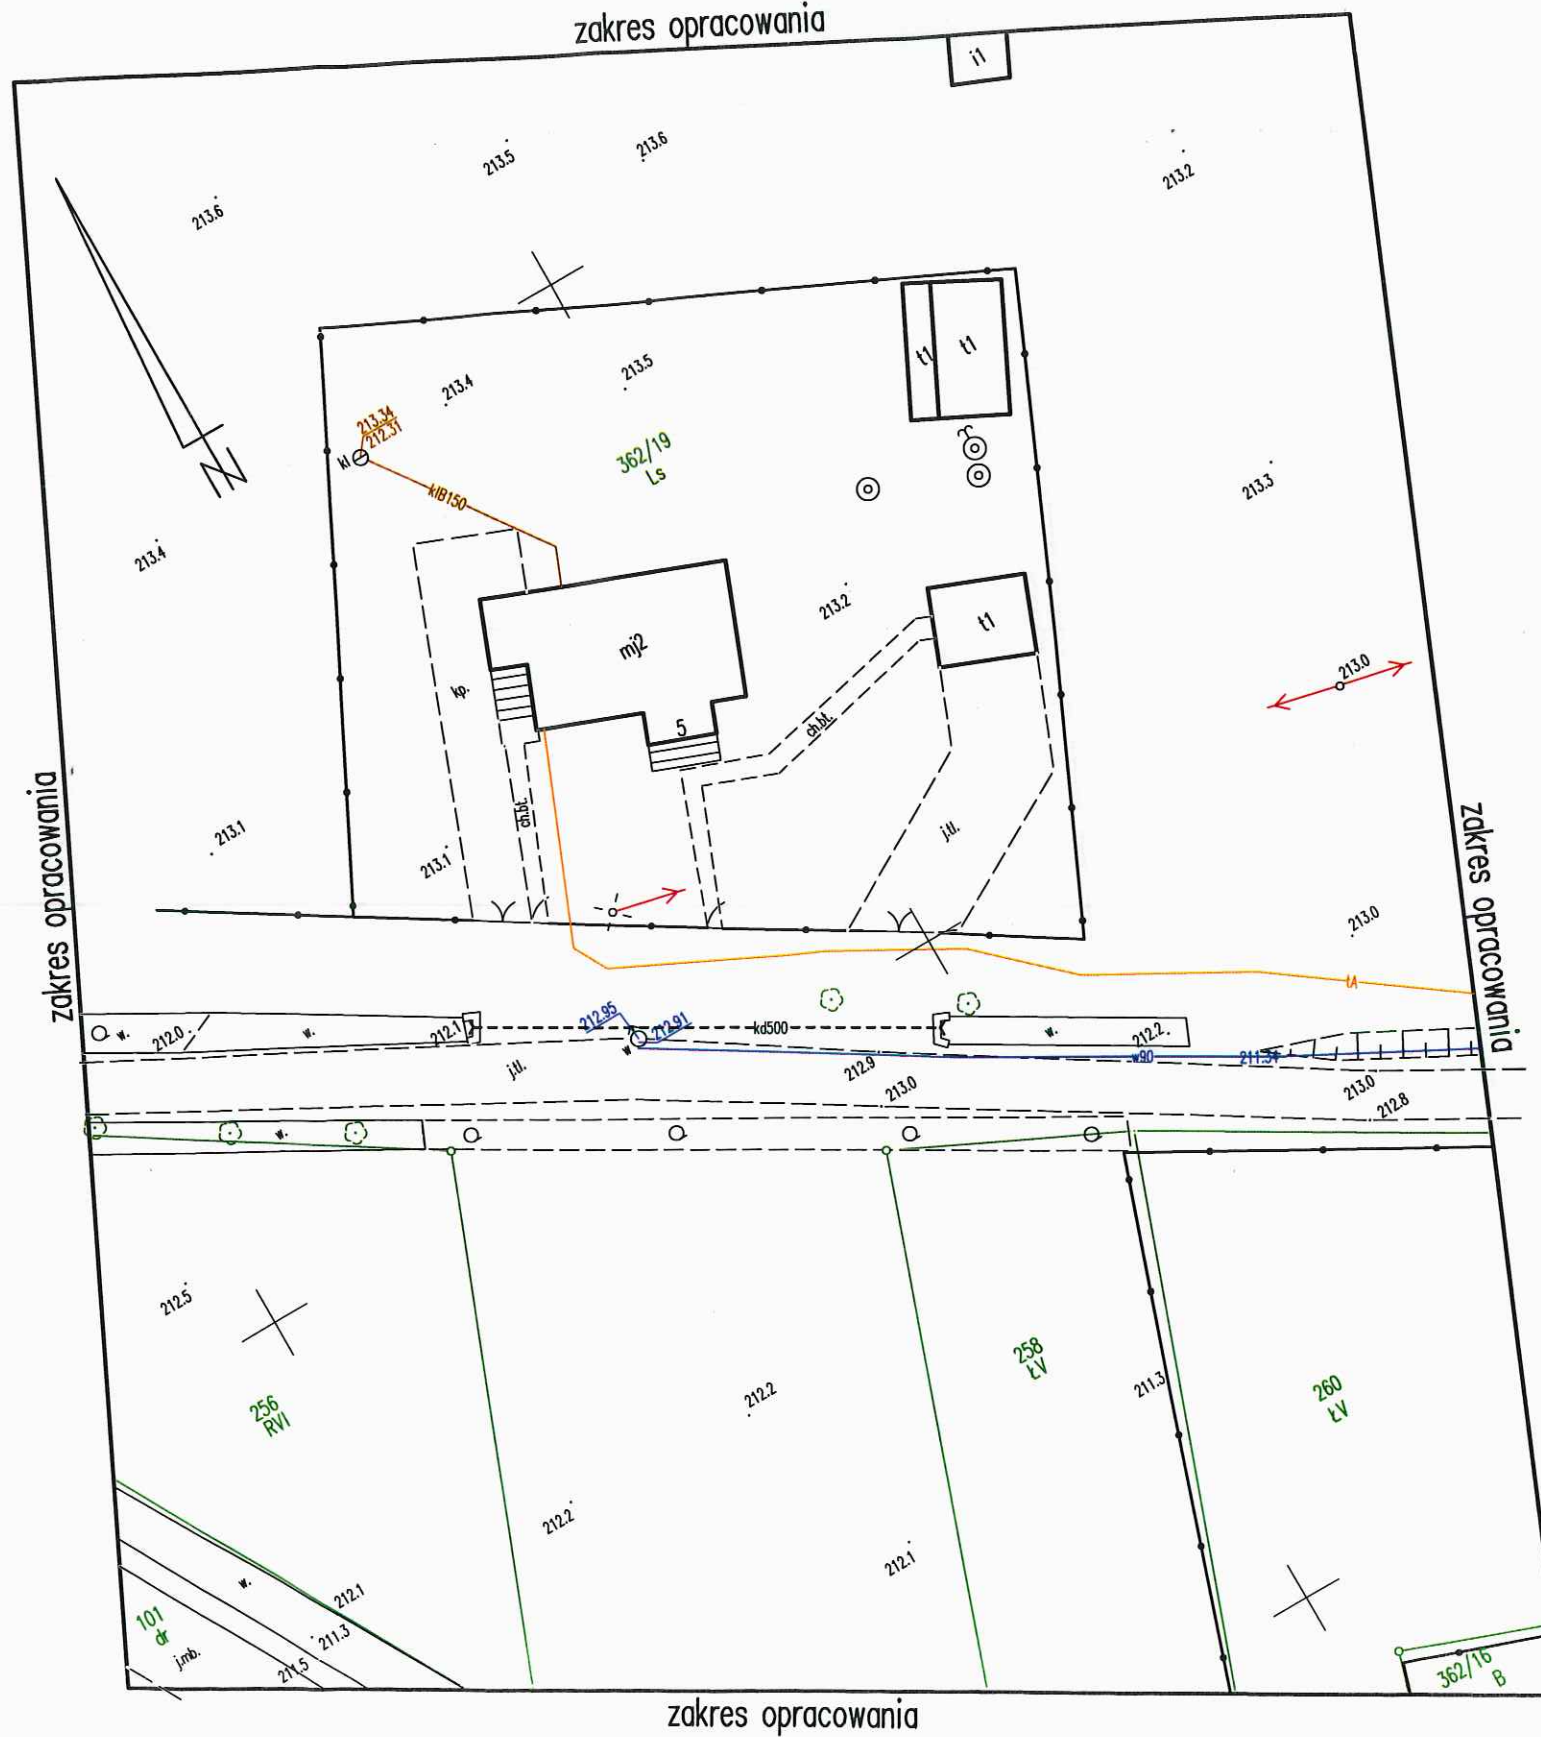 zakres opracowania
i1
213.6
213.5
213.2
213.6
t1
t1
213.5
213.4
213.34
212.31
kl
klB150
362/19
Ls
213.3
213.4
213.2
t1
mj2
kp.
213.0
5
ch.bt.
ch.bt.
j.tł.
213.1
213.1
zakres opracowania
zakres opracowania
213.0
tA
212.95
212.91
w
kd500
w.
212.0
w.
212.1
w.
212.2
j.tł.
w90
211.34
212.9
213.0
213.0
212.8
w.
212.5
258
ŁV
211.3
260
ŁV
256
RVI
212.2
212.2
212.1
w.
212.1
101
dr
211.3
j.mb.
211.5
362/16
B
zakres opracowania
N